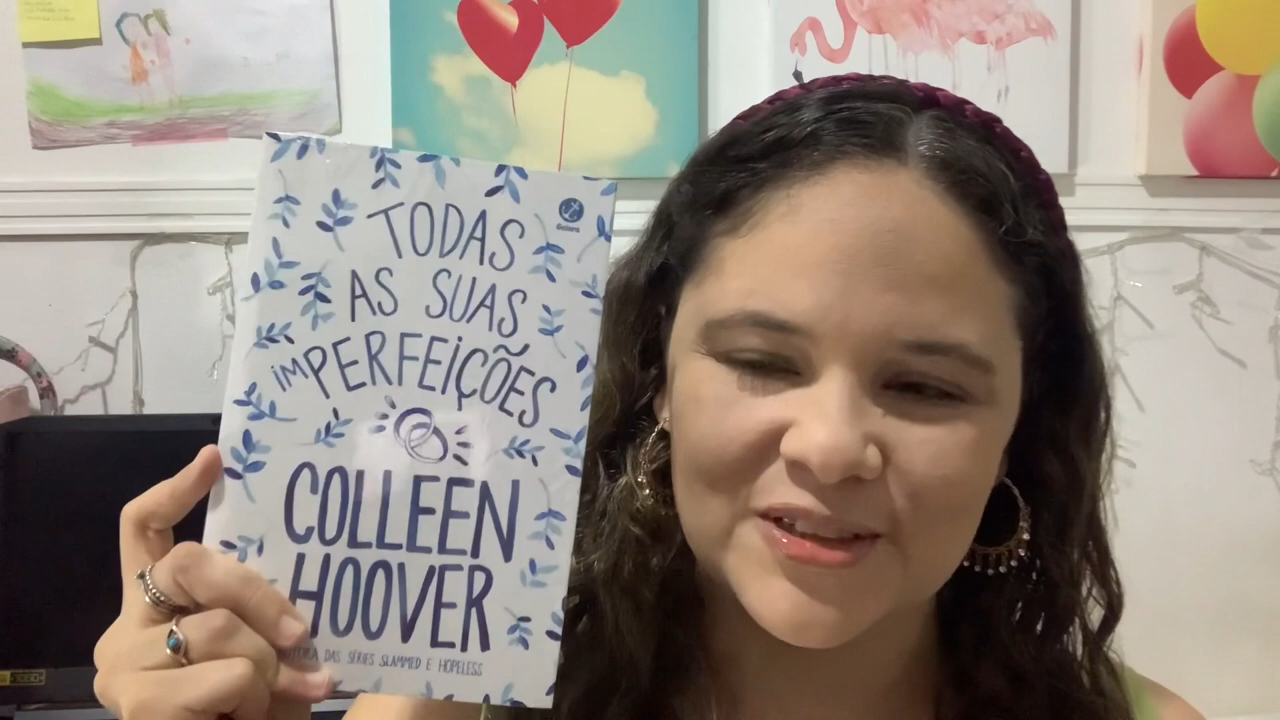 TODAS
AS SUAS
imPERFEiÇÕES
COLLEEN
HOOVER
DAS SÉRIES SLAMMED E HOPELESS